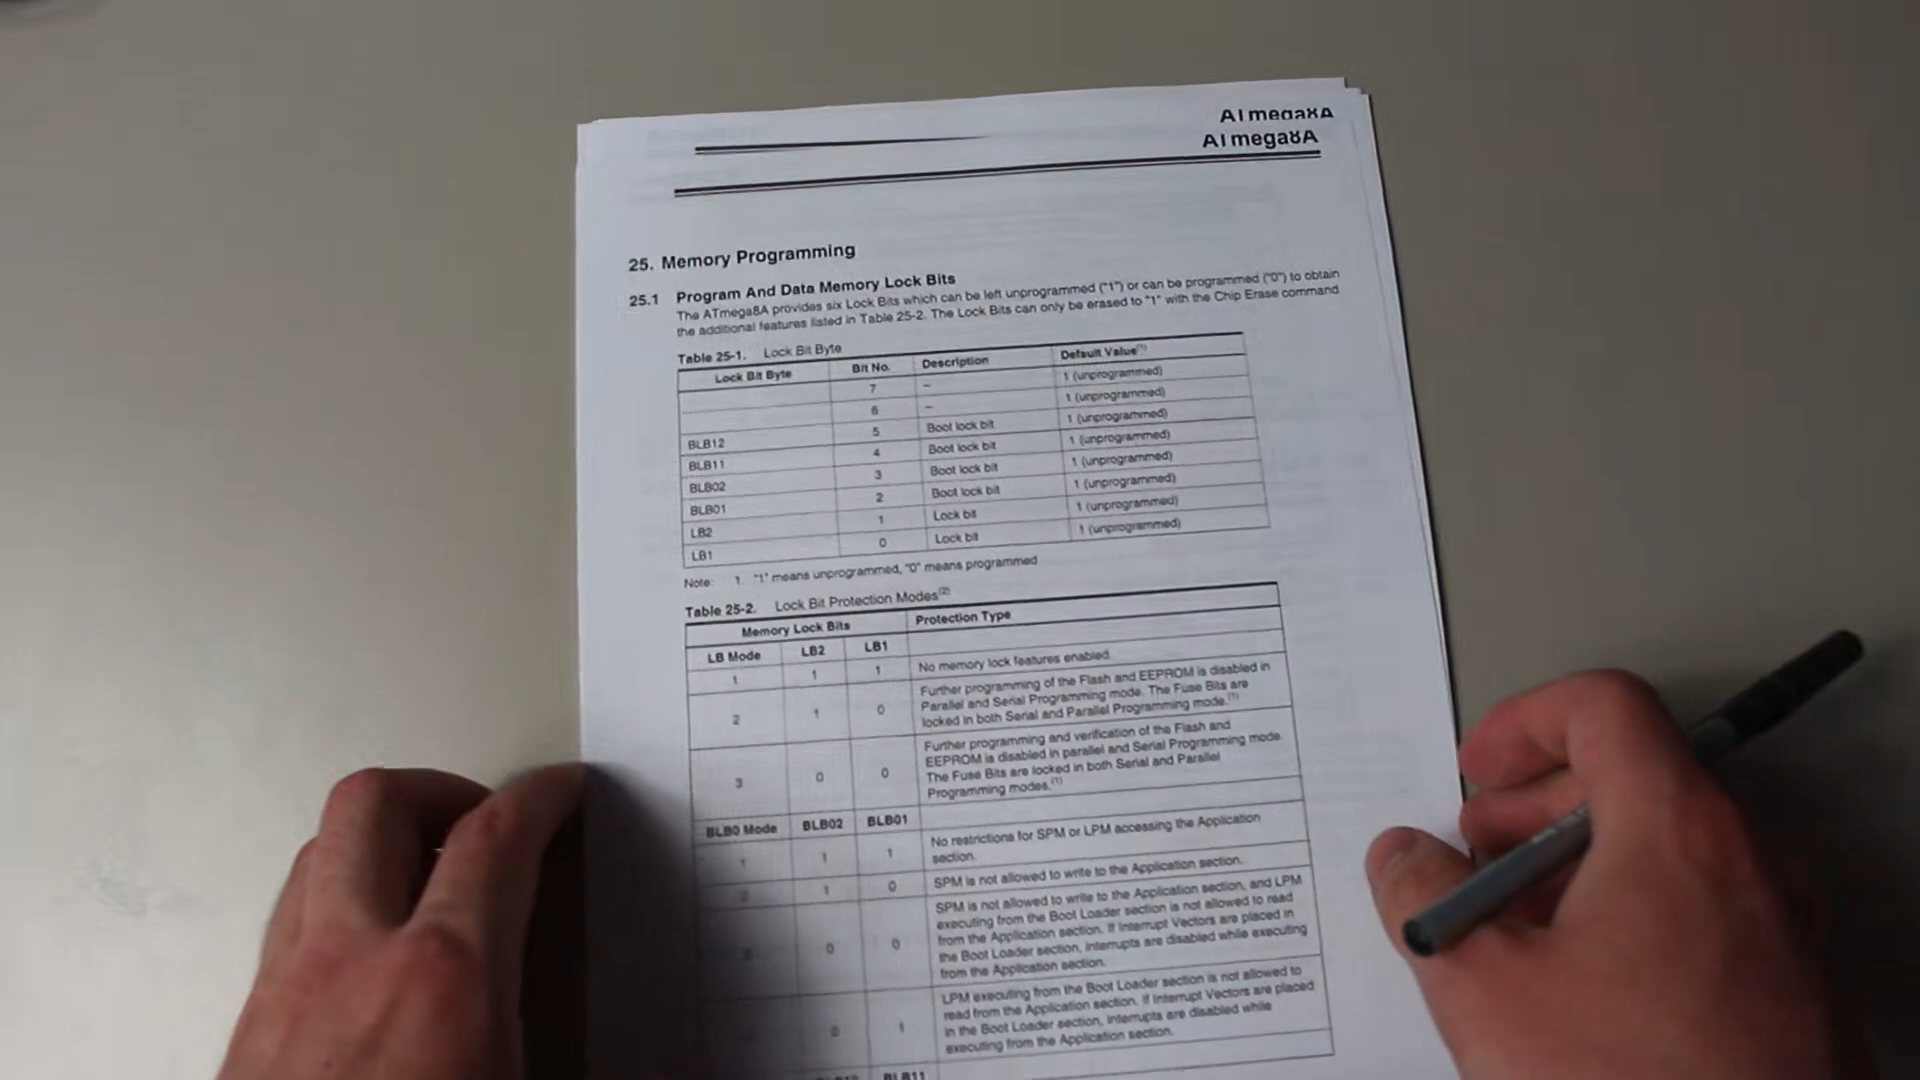 ATmega8A
ATmega8A
25. Memory Programming
25.1 Program And Data Memory Lock Bits
The ATmega8A provides six Lock Bits which can be left unprogrammed ("1") or can be programmed ("0") to obtain
the additional features listed in Table 25-2. The Lock Bits can only be erased to "1" with the Chip Erase command
Table 25-1. Lock Bit Byte
Lock Bit Byte Bit No. Description Default Value(1)
7 – 1 (unprogrammed)
6 – 1 (unprogrammed)
BLB12 5 Boot lock bit 1 (unprogrammed)
BLB11 4 Boot lock bit 1 (unprogrammed)
BLB02 3 Boot lock bit 1 (unprogrammed)
BLB01 2 Boot lock bit 1 (unprogrammed)
LB2 1 Lock bit 1 (unprogrammed)
LB1 0 Lock bit 1 (unprogrammed)
Note: 1. "1" means unprogrammed, "0" means programmed
Table 25-2. Lock Bit Protection Modes(2)
Memory Lock Bits Protection Type
LB Mode LB2 LB1
1 1 1 No memory lock features enabled.
2 1 0 Further programming of the Flash and EEPROM is disabled in
Parallel and Serial Programming mode. The Fuse Bits are
locked in both Serial and Parallel Programming mode.(1)
3 0 0 Further programming and verification of the Flash and
EEPROM is disabled in parallel and Serial Programming mode.
The Fuse Bits are locked in both Serial and Parallel
Programming modes.(1)
BLB0 Mode BLB02 BLB01
1 1 1 No restrictions for SPM or LPM accessing the Application
section.
2 1 0 SPM is not allowed to write to the Application section.
3 0 0 SPM is not allowed to write to the Application section, and LPM
executing from the Boot Loader section is not allowed to read
from the Application section. If Interrupt Vectors are placed in
the Boot Loader section, interrupts are disabled while executing
from the Application section.
0 1 LPM executing from the Boot Loader section is not allowed to
read from the Application section. If Interrupt Vectors are placed
in the Boot Loader section, interrupts are disabled while
executing from the Application section.
BLB11